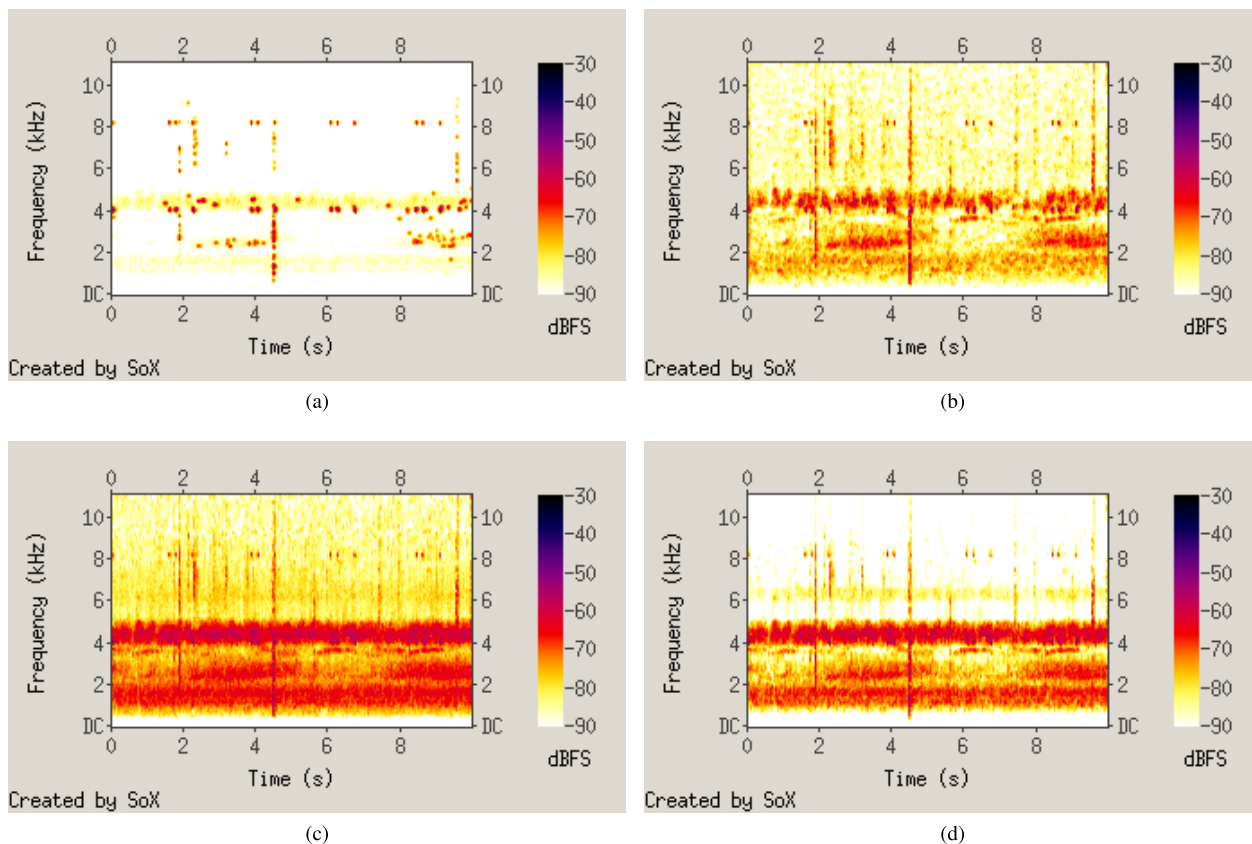 0 2 4 6 8 0 2 4 6 8
10 10 -30 10 10 -30
-40 -40
8 8 8 8
-50 -50
6 6 6 6
-60 -60
4 4 4 4
-70 -70
2 2 2 2
-80 -80
DC DC -90 DC DC -90
Frequency (kHz) Frequency (kHz)
0 2 4 6 8 dBFS 0 2 4 6 8 dBFS
Time (s) Time (s)
Created by SoX Created by SoX
(a) (b)
0 2 4 6 8 0 2 4 6 8
10 10 -30 10 10 -30
-40 -40
8 8 8 8
-50 -50
6 6 6 6
-60 -60
4 4 4 4
-70 -70
2 2 2 2
-80 -80
DC DC -90 DC DC -90
Frequency (kHz) Frequency (kHz)
0 2 4 6 8 dBFS 0 2 4 6 8 dBFS
Time (s) Time (s)
Created by SoX Created by SoX
(c) (d)